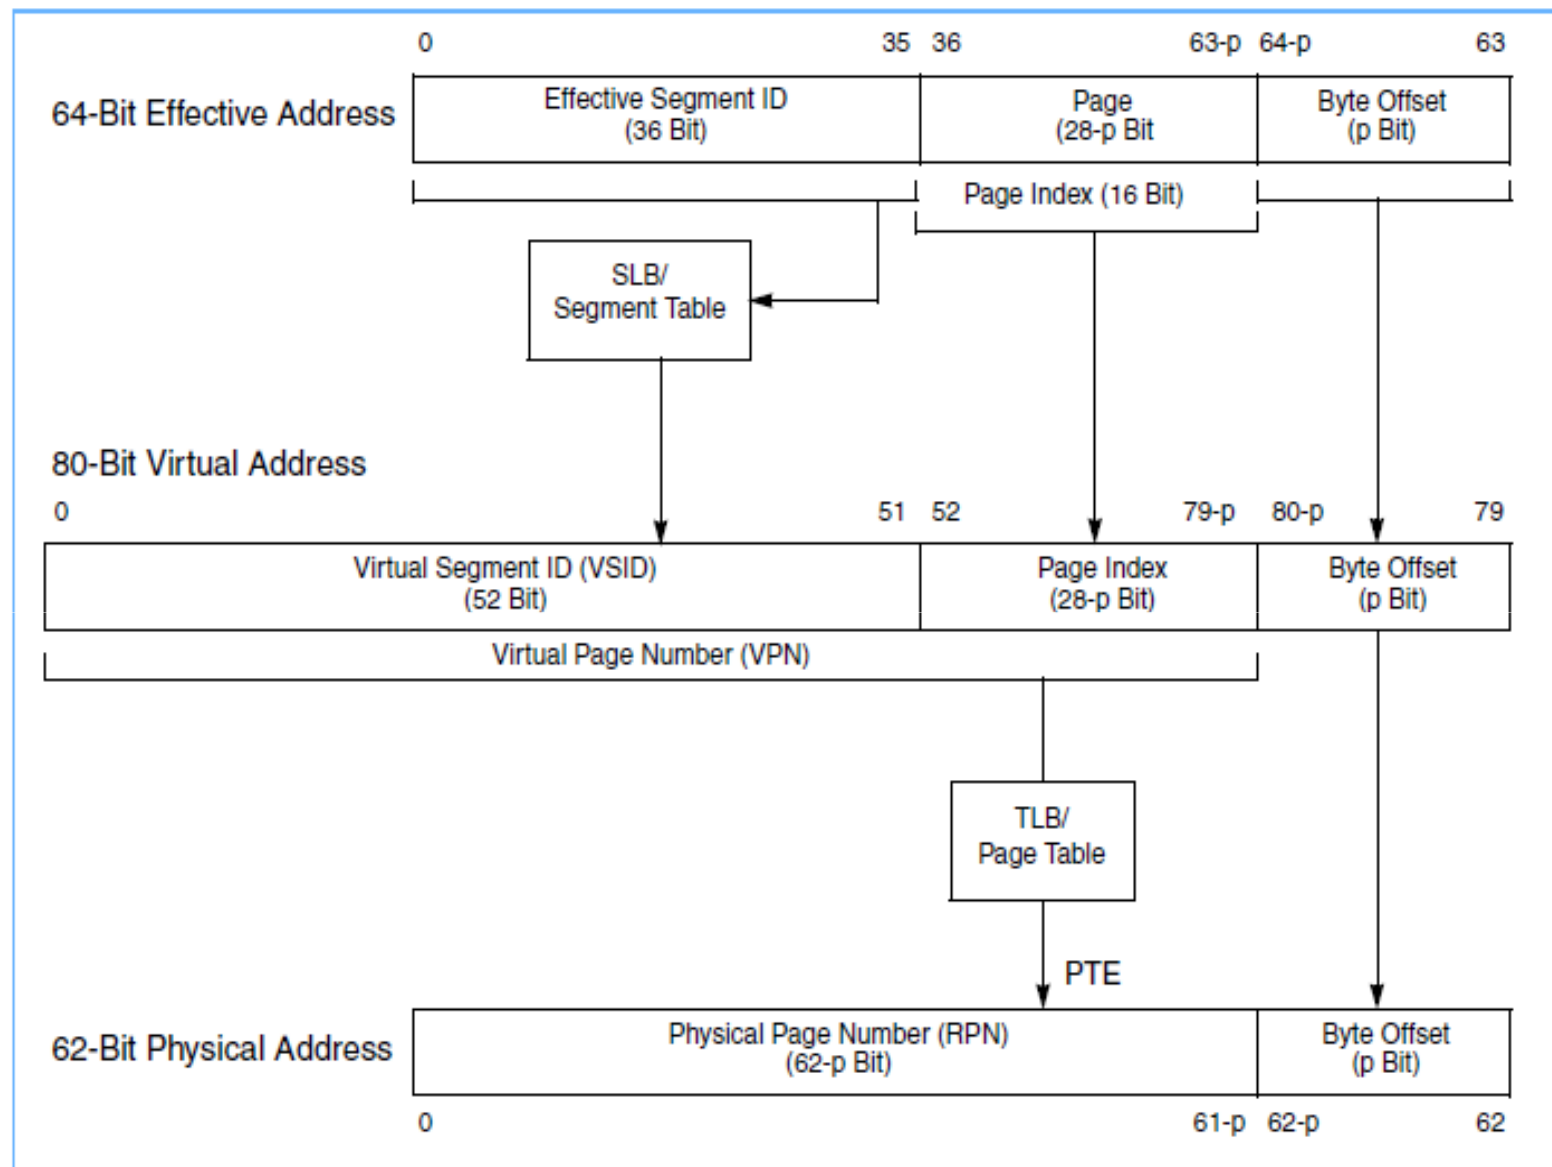 0 35 36 63-p 64-p 63
64-Bit Effective Address
Effective Segment ID
(36 Bit)
Page
(28-p Bit
Byte Offset
(p Bit)
Page Index (16 Bit)
SLB/
Segment Table
80-Bit Virtual Address
0 51 52 79-p 80-p 79
Virtual Segment ID (VSID)
(52 Bit)
Page Index
(28-p Bit)
Byte Offset
(p Bit)
Virtual Page Number (VPN)
TLB/
Page Table
PTE
62-Bit Physical Address
Physical Page Number (RPN)
(62-p Bit)
Byte Offset
(p Bit)
0 61-p 62-p 62